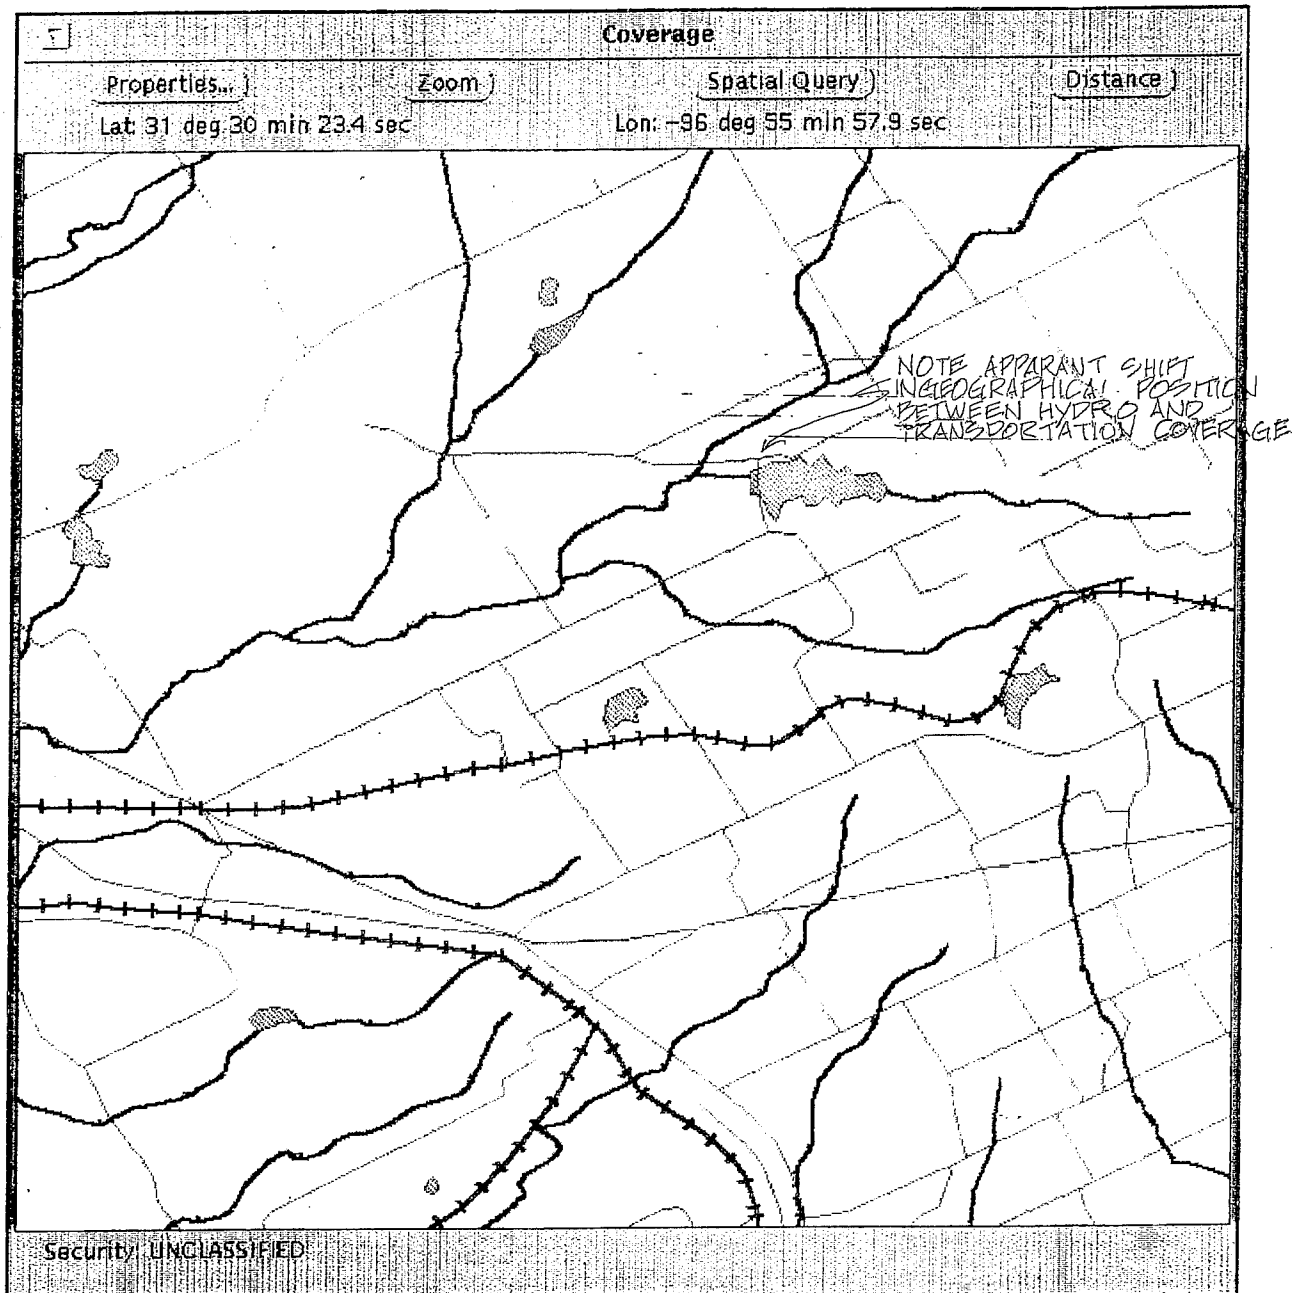 Coverage
Properties... Zoom Spatial Query Distance
Lat: 31 deg 30 min 23.4 sec Lon: -96 deg 55 min 57.9 sec
NOTE APPARANT SHIFT
IN GEOGRAPHICAL POSITION
BETWEEN HYDRO AND
TRANSPORTATION COVERAGE
Security: UNCLASSIFIED